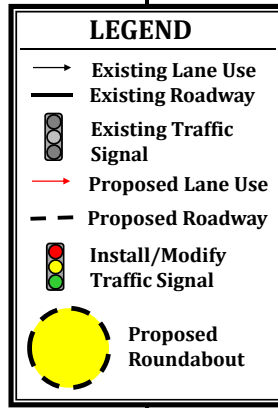 LEGEND
Existing Lane Use
Existing Roadway
Existing Traffic
Signal
Proposed Lane Use
Proposed Roadway
Install/Modify
Traffic Signal
Proposed
Roundabout